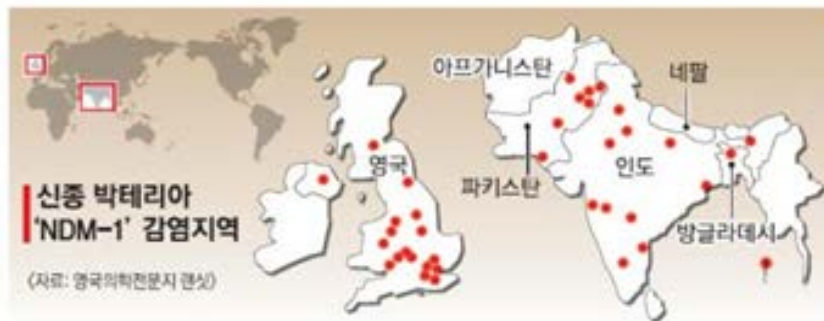 신종 박테리아
‘NDM-1’ 감염지역
〈자료: 영국의학전문지 랜싯〉
영국
아프가니스탄
네팔
파키스탄
인도
방글라데시